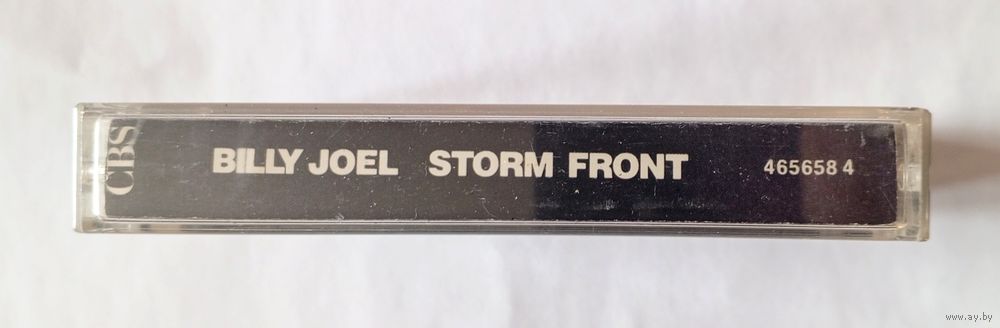 CBS
BILLY JOEL STORM FRONT 465658 4
www.ay.by